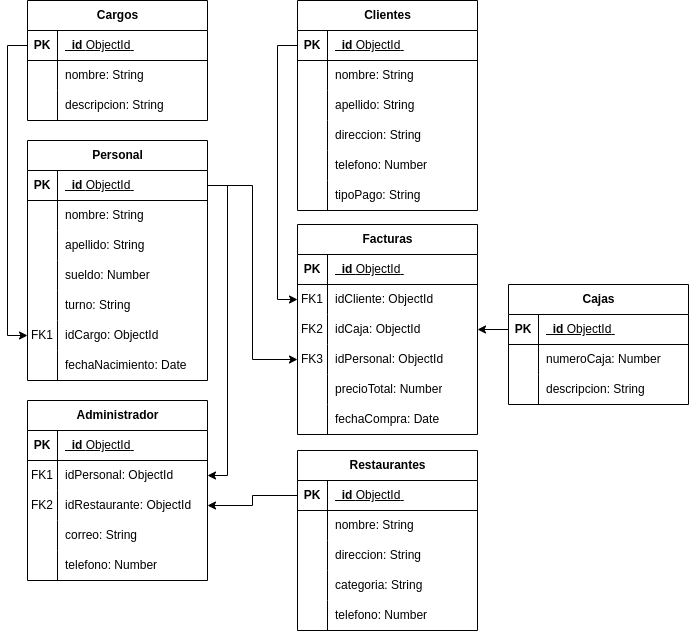 Cargos
PK _id ObjectId
nombre: String
descripcion: String
Personal
PK _id ObjectId
nombre: String
apellido: String
sueldo: Number
turno: String
FK1 idCargo: ObjectId
fechaNacimiento: Date
Administrador
PK _id ObjectId
FK1 idPersonal: ObjectId
FK2 idRestaurante: ObjectId
correo: String
telefono: Number
Clientes
PK _id ObjectId
nombre: String
apellido: String
direccion: String
telefono: Number
tipoPago: String
Facturas
PK _id ObjectId
FK1 idCliente: ObjectId
FK2 idCaja: ObjectId
FK3 idPersonal: ObjectId
precioTotal: Number
fechaCompra: Date
Restaurantes
PK _id ObjectId
nombre: String
direccion: String
categoria: String
telefono: Number
Cajas
PK _id ObjectId
numeroCaja: Number
descripcion: String